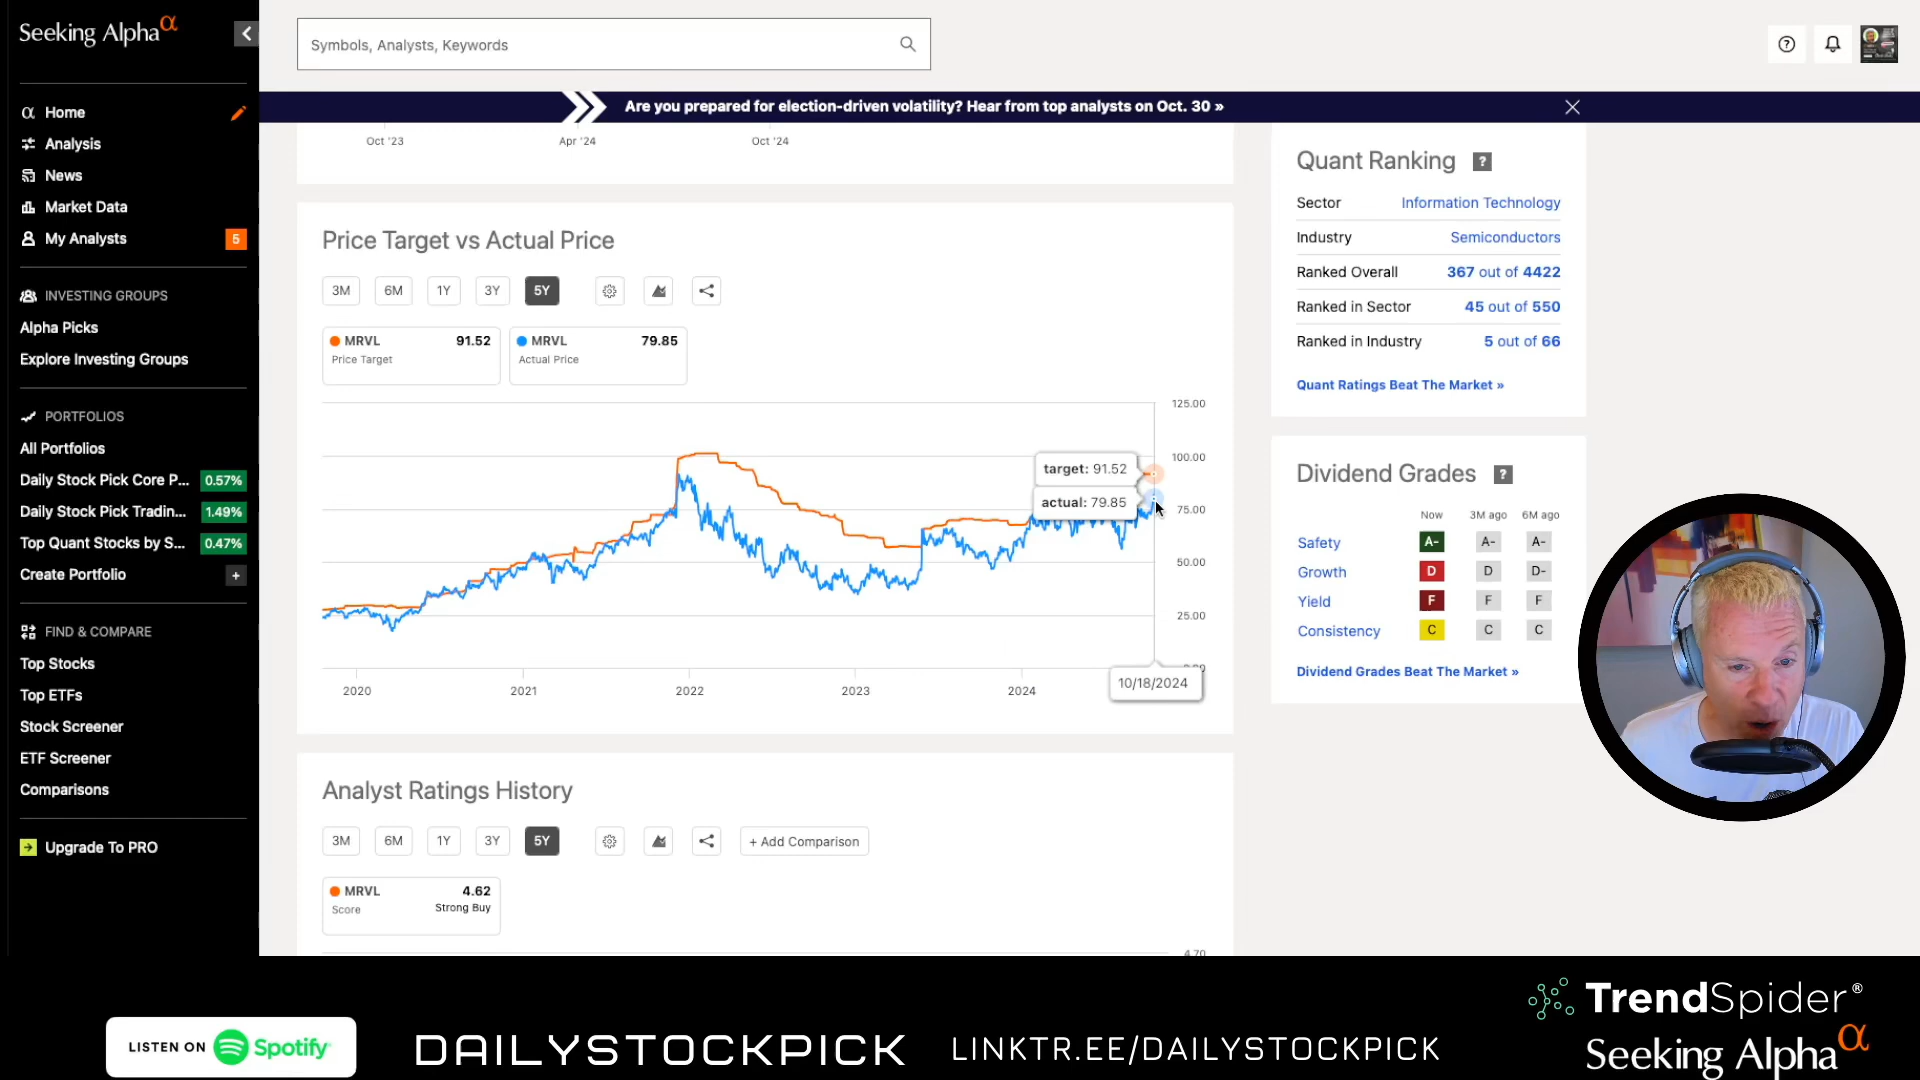 Seeking Alpha α
Symbols, Analysts, Keywords
Are you prepared for election-driven volatility? Hear from top analysts on Oct. 30 »
α Home
Analysis
News
Market Data
My Analysts 5
INVESTING GROUPS
Alpha Picks
Explore Investing Groups
PORTFOLIOS
All Portfolios
Daily Stock Pick Core P... 0.57%
Daily Stock Pick Tradin... 1.49%
Top Quant Stocks by S... 0.47%
Create Portfolio +
FIND & COMPARE
Top Stocks
Top ETFs
Stock Screener
ETF Screener
Comparisons
Upgrade To PRO
Oct '23 Apr '24 Oct '24
Price Target vs Actual Price
3M 6M 1Y 3Y 5Y
MRVL 91.52
Price Target
MRVL 79.85
Actual Price
125.00
100.00
75.00
50.00
25.00
0.00
target: 91.52
actual: 79.85
10/18/2024
2020 2021 2022 2023 2024
Analyst Ratings History
3M 6M 1Y 3Y 5Y + Add Comparison
MRVL 4.62
Score Strong Buy
4.70
Quant Ranking ?
Sector Information Technology
Industry Semiconductors
Ranked Overall 367 out of 4422
Ranked in Sector 45 out of 550
Ranked in Industry 5 out of 66
Quant Ratings Beat The Market »
Dividend Grades ?
Now 3M ago 6M ago
Safety A- A- A-
Growth D D D-
Yield F F F
Consistency C C C
Dividend Grades Beat The Market »
LISTEN ON Spotify
DAILYSTOCKPICK
LINKTR.EE/DAILYSTOCKPICK
TrendSpider®
Seeking Alpha α